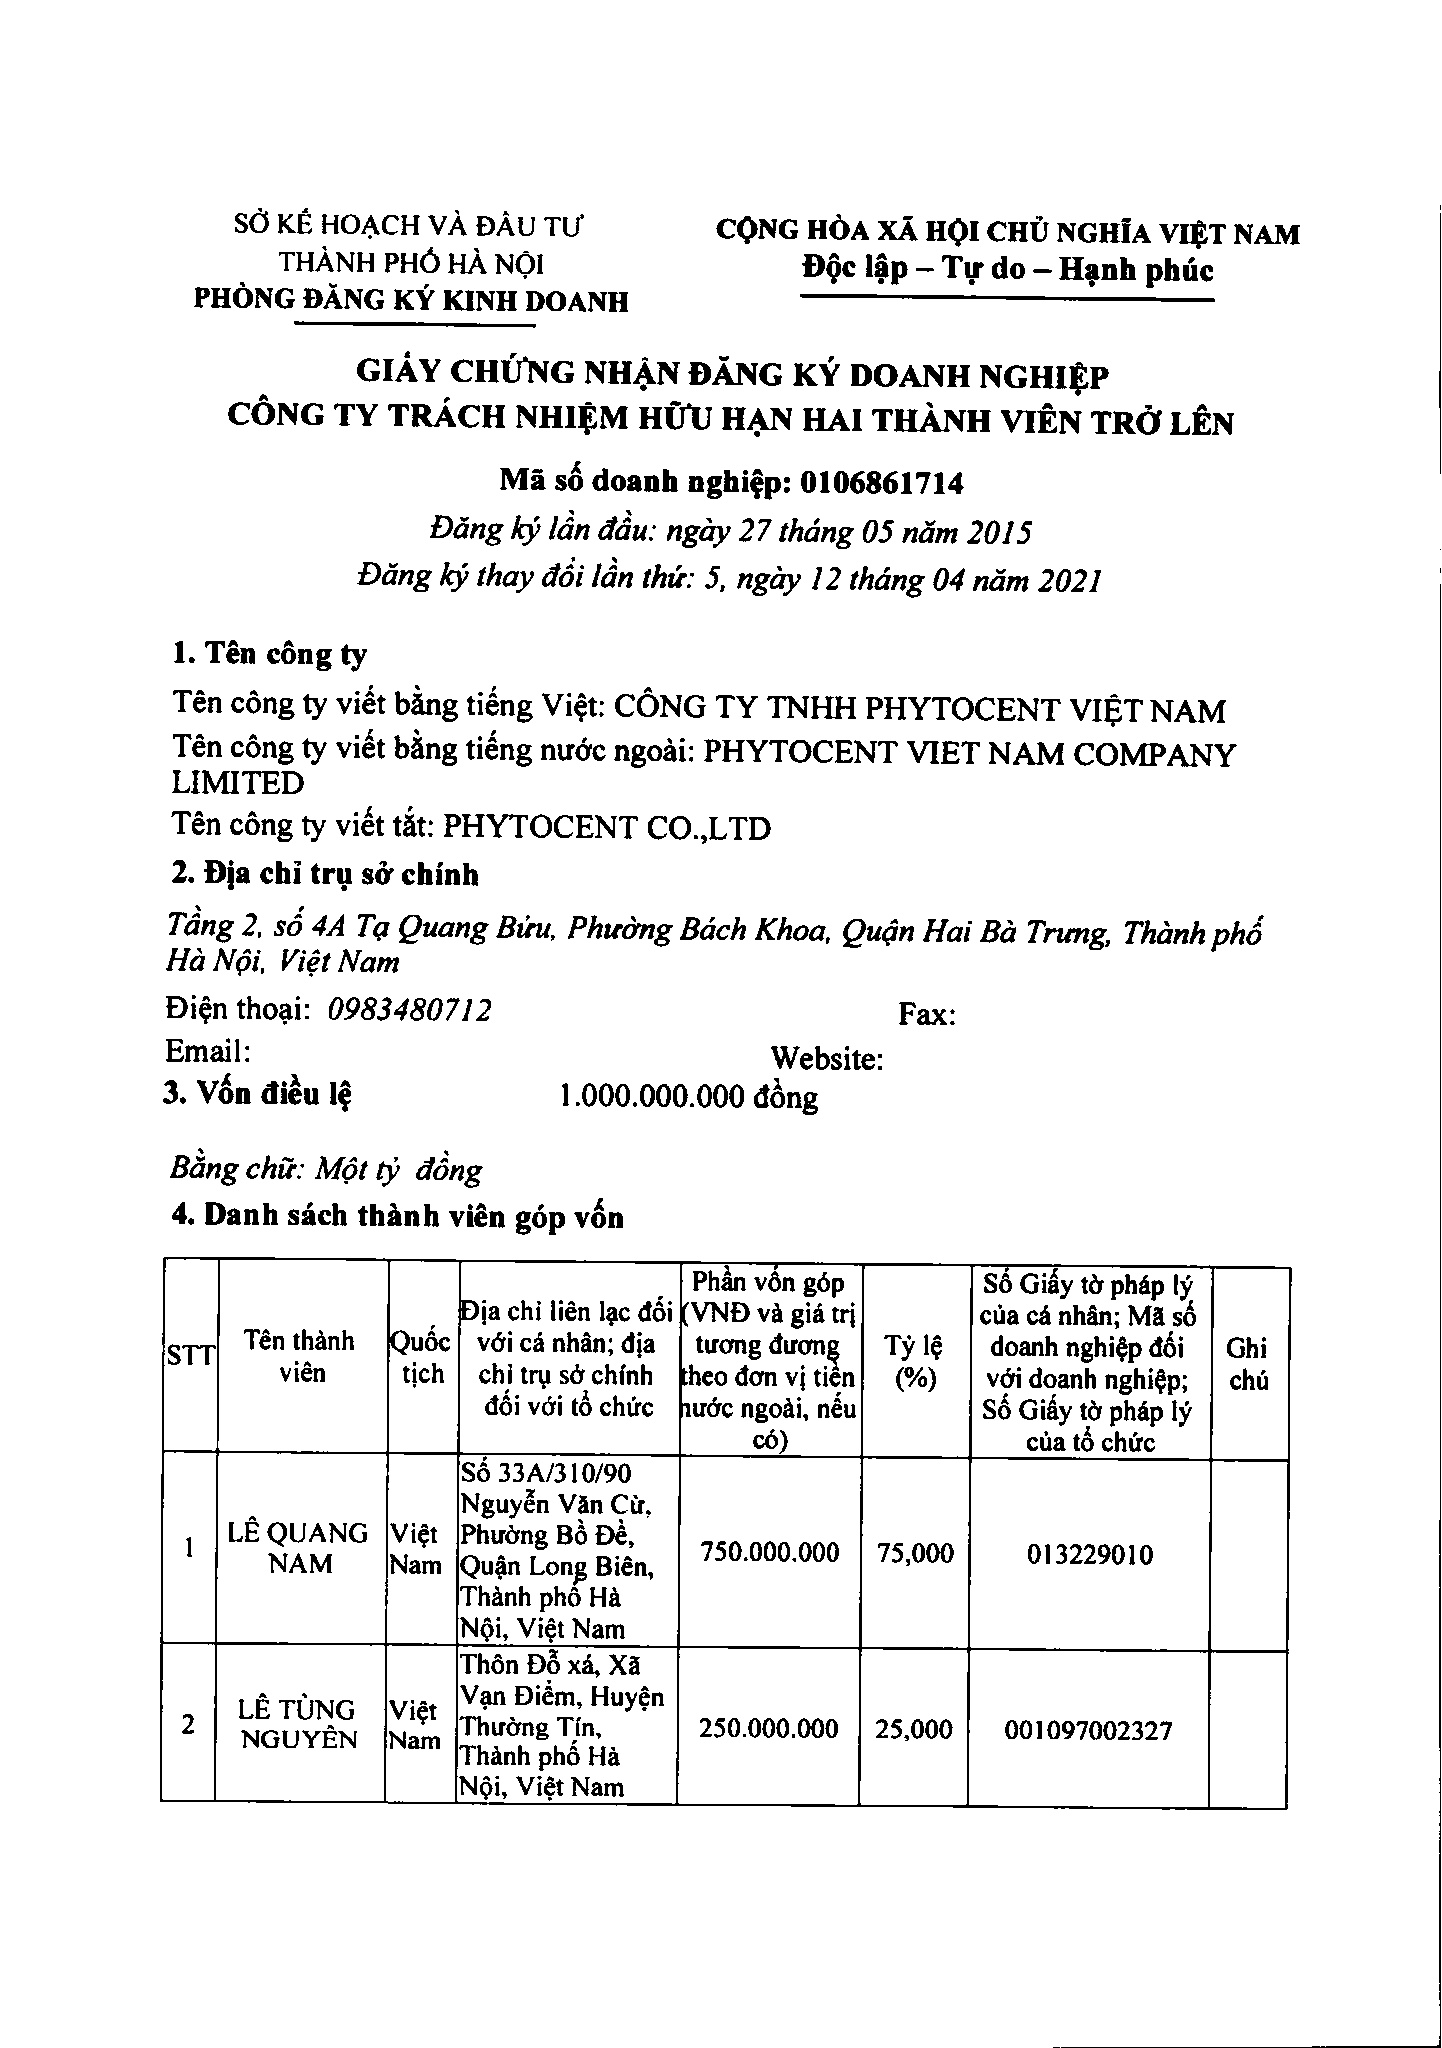 SỞ KẾ HOẠCH VÀ ĐẦU TƯ
THÀNH PHỐ HÀ NỘI
PHÒNG ĐĂNG KÝ KINH DOANH
CỘNG HÒA XÃ HỘI CHỦ NGHĨA VIỆT NAM
Độc lập – Tự do – Hạnh phúc
GIẤY CHỨNG NHẬN ĐĂNG KÝ DOANH NGHIỆP
CÔNG TY TRÁCH NHIỆM HỮU HẠN HAI THÀNH VIÊN TRỞ LÊN
Mã số doanh nghiệp: 0106861714
Đăng ký lần đầu: ngày 27 tháng 05 năm 2015
Đăng ký thay đổi lần thứ: 5, ngày 12 tháng 04 năm 2021
1. Tên công ty
Tên công ty viết bằng tiếng Việt: CÔNG TY TNHH PHYTOCENT VIỆT NAM
Tên công ty viết bằng tiếng nước ngoài: PHYTOCENT VIET NAM COMPANY
LIMITED
Tên công ty viết tắt: PHYTOCENT CO.,LTD
2. Địa chỉ trụ sở chính
Tầng 2, số 4A Tạ Quang Bửu, Phường Bách Khoa, Quận Hai Bà Trưng, Thành phố
Hà Nội, Việt Nam
Điện thoại: 0983480712 Fax:
Email: Website:
3. Vốn điều lệ 1.000.000.000 đồng
Bằng chữ: Một tỷ đồng
4. Danh sách thành viên góp vốn
STT
Tên thành
viên
Quốc
tịch
Địa chỉ liên lạc đối
với cá nhân; địa
chỉ trụ sở chính
đối với tổ chức
Phần vốn góp
(VNĐ và giá trị
tương đương
theo đơn vị tiền
nước ngoài, nếu
có)
Tỷ lệ
(%)
Số Giấy tờ pháp lý
của cá nhân; Mã số
doanh nghiệp đối
với doanh nghiệp;
Số Giấy tờ pháp lý
của tổ chức
Ghi
chú
1
LÊ QUANG
NAM
Việt
Nam
Số 33A/310/90
Nguyễn Văn Cừ,
Phường Bồ Đề,
Quận Long Biên,
Thành phố Hà
Nội, Việt Nam
750.000.000
75,000
013229010
2
LÊ TÙNG
NGUYÊN
Việt
Nam
Thôn Đỗ xá, Xã
Vạn Điểm, Huyện
Thường Tín,
Thành phố Hà
Nội, Việt Nam
250.000.000
25,000
001097002327